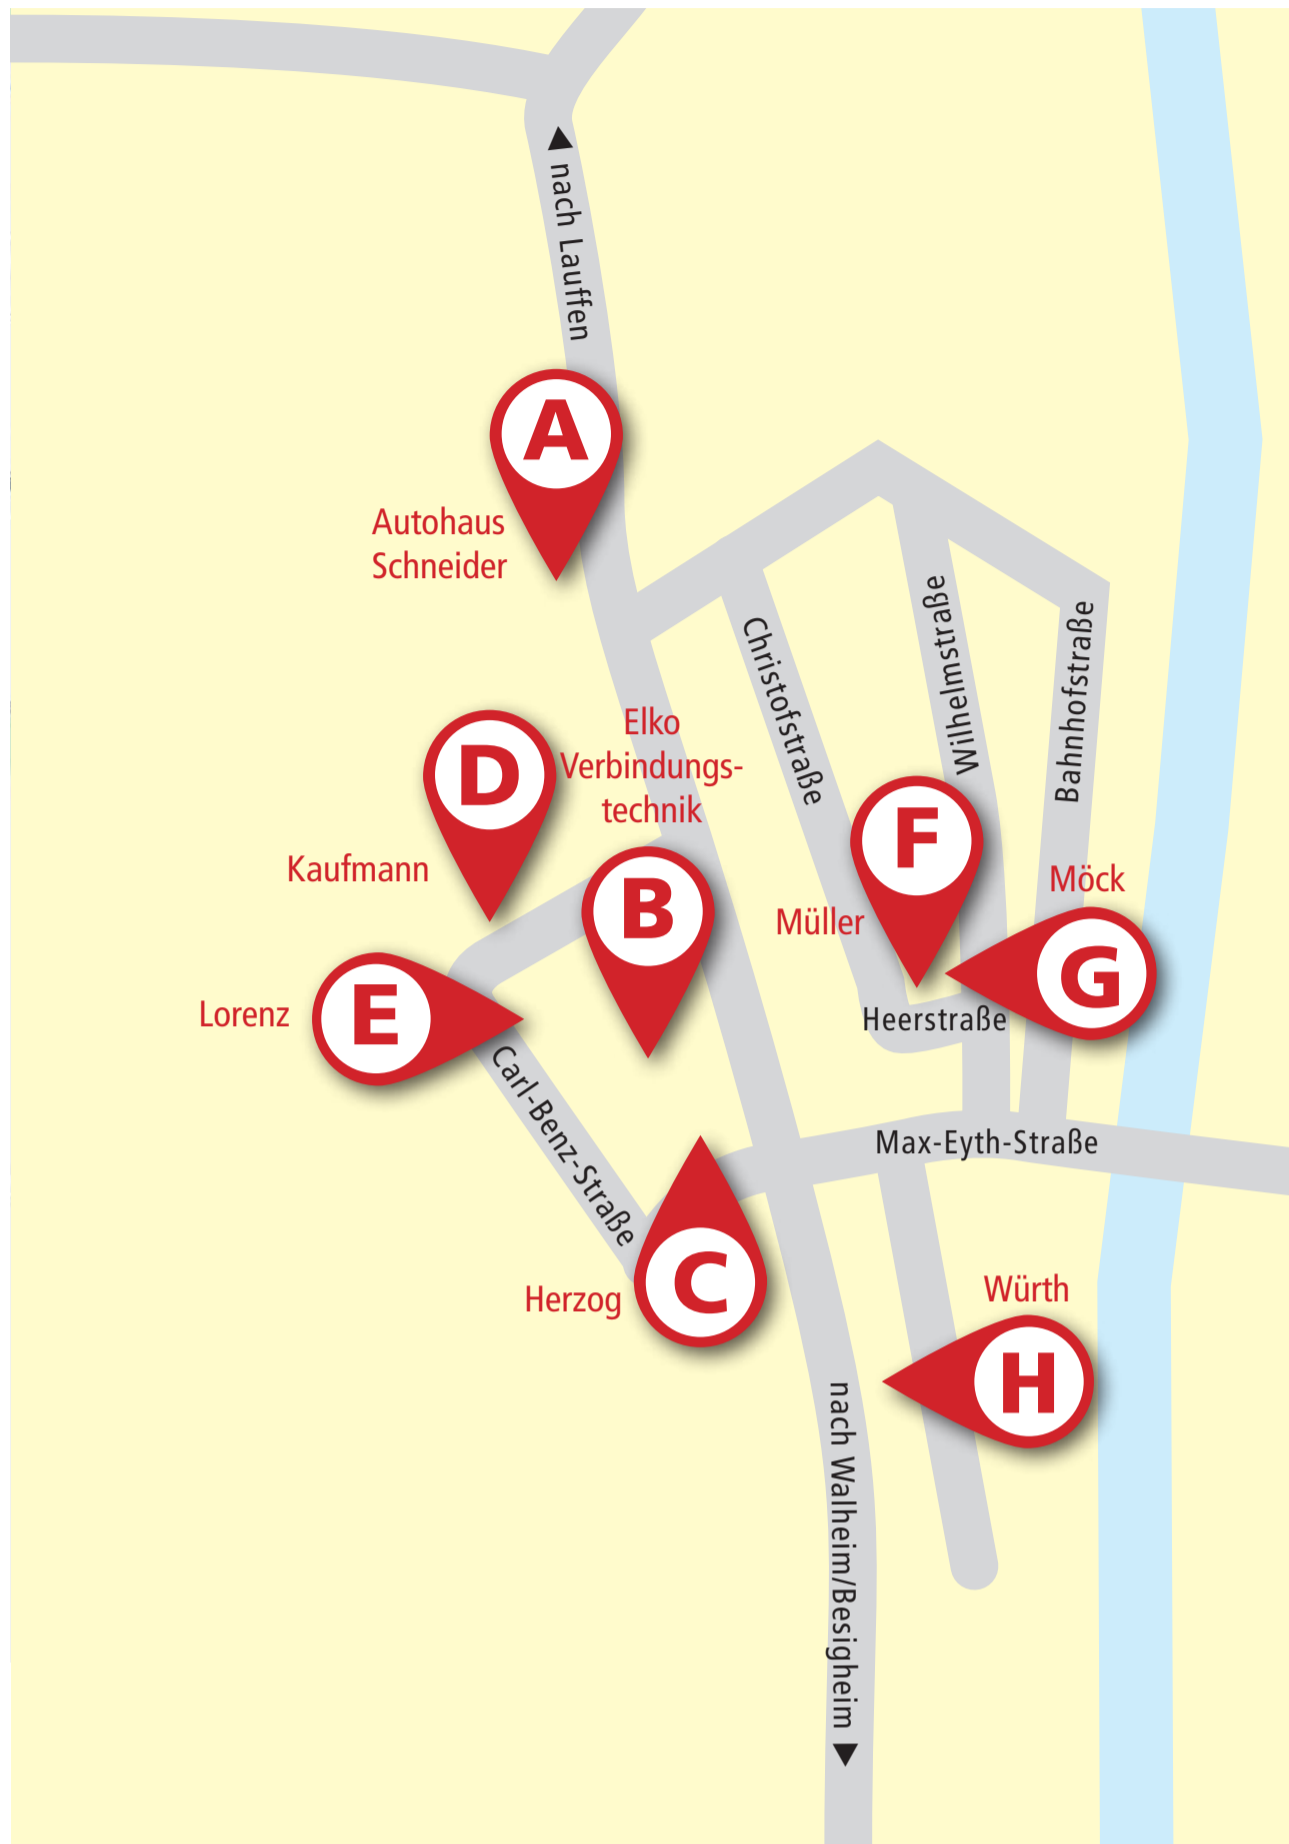 nach Lauffen
A
Autohaus
Schneider
Christofstraße
Wilhelmstraße
Bahnhofstraße
Elko
Verbindungs-
technik
D
Kaufmann
B
F
Müller
Möck
G
Lorenz
E
Heerstraße
Carl-Benz-Straße
Max-Eyth-Straße
Herzog
C
Würth
H
nach Walheim/Besigheim